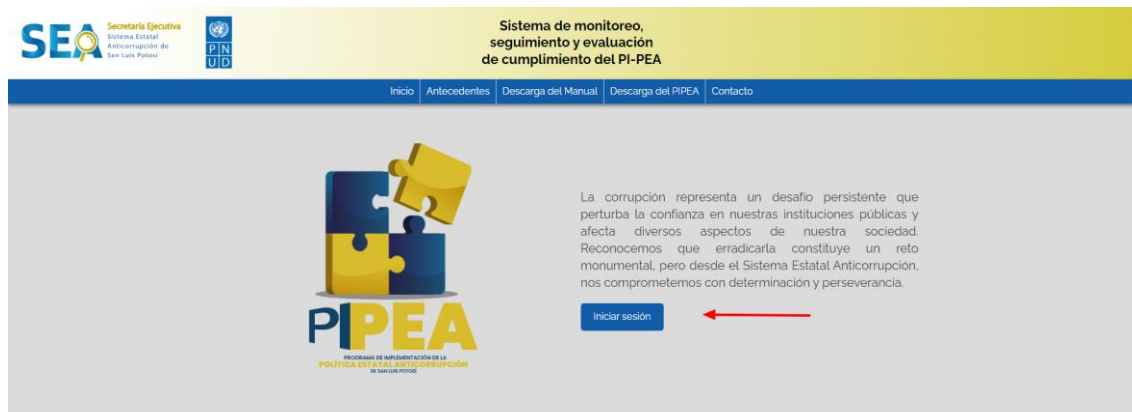 SEA
Secretaría Ejecutiva
Sistema Estatal
Anticorrupción de
San Luis Potosí
PN
UD
Sistema de monitoreo,
seguimiento y evaluación
de cumplimiento del PI-PEA
Inicio Antecedentes Descarga del Manual Descarga del PIPEA Contacto
La corrupción representa un desafío persistente que
perturba la confianza en nuestras instituciones públicas y
afecta diversos aspectos de nuestra sociedad.
Reconocemos que erradicarla constituye un reto
monumental, pero desde el Sistema Estatal Anticorrupción,
nos comprometemos con determinación y perseverancia.
Iniciar sesión
PIPEA
PROGRAMA DE IMPLEMENTACIÓN DE LA
POLÍTICA ESTATAL ANTICORRUPCIÓN
DE SAN LUIS POTOSÍ